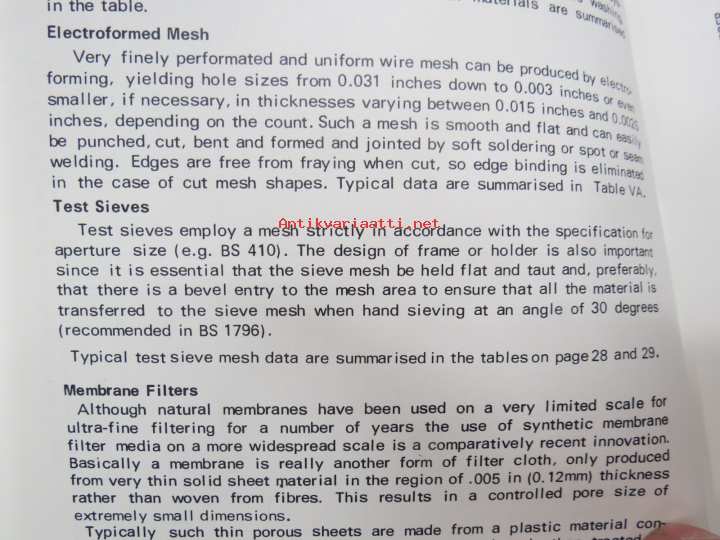 in the table.
materials are summarised
Electroformed Mesh
Very finely performated and uniform wire mesh can be produced by electro-
forming, yielding hole sizes from 0.031 inches down to 0.003 inches or even
smaller, if necessary, in thicknesses varying between 0.015 inches and 0.0025
inches, depending on the count. Such a mesh is smooth and flat and can easily
be punched, cut, bent and formed and jointed by soft soldering or spot or seam
welding. Edges are free from fraying when cut, so edge binding is eliminated
in the case of cut mesh shapes. Typical data are summarised in Table VA.
Test Sieves
Antikvariaatti.net
Test sieves employ a mesh strictly in accordance with the specification for
aperture size (e.g. BS 410). The design of frame or holder is also important
since it is essential that the sieve mesh be held flat and taut and, preferably,
that there is a bevel entry to the mesh area to ensure that all the material is
transferred to the sieve mesh when hand sieving at an angle of 30 degrees
(recommended in BS 1796).
Typical test sieve mesh data are summarised in the tables on page 28 and 29.
Membrane Filters
Although natural membranes have been used on a very limited scale for
ultra-fine filtering for a number of years the use of synthetic membrane
filter media on a more widespread scale is a comparatively recent innovation.
Basically a membrane is really another form of filter cloth, only produced
from very thin solid sheet material in the region of .005 in (0.12mm) thickness
rather than woven from fibres. This results in a controlled pore size of
extremely small dimensions.
Typically such thin porous sheets are made from a plastic material con-